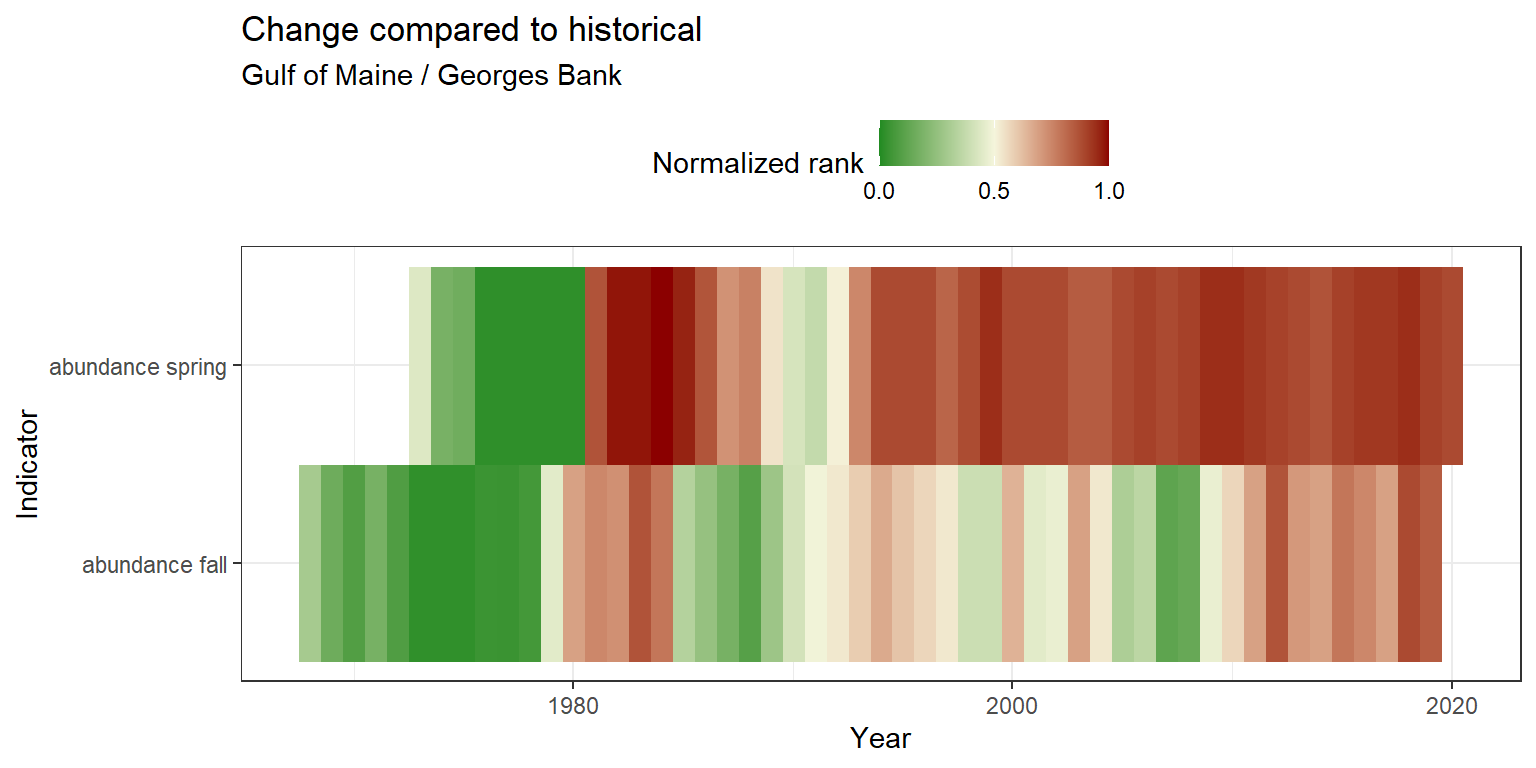 Change compared to historical
Gulf of Maine / Georges Bank
Normalized rank
0.0 0.5 1.0
Indicator
abundance spring
abundance fall
1980 2000 2020
Year